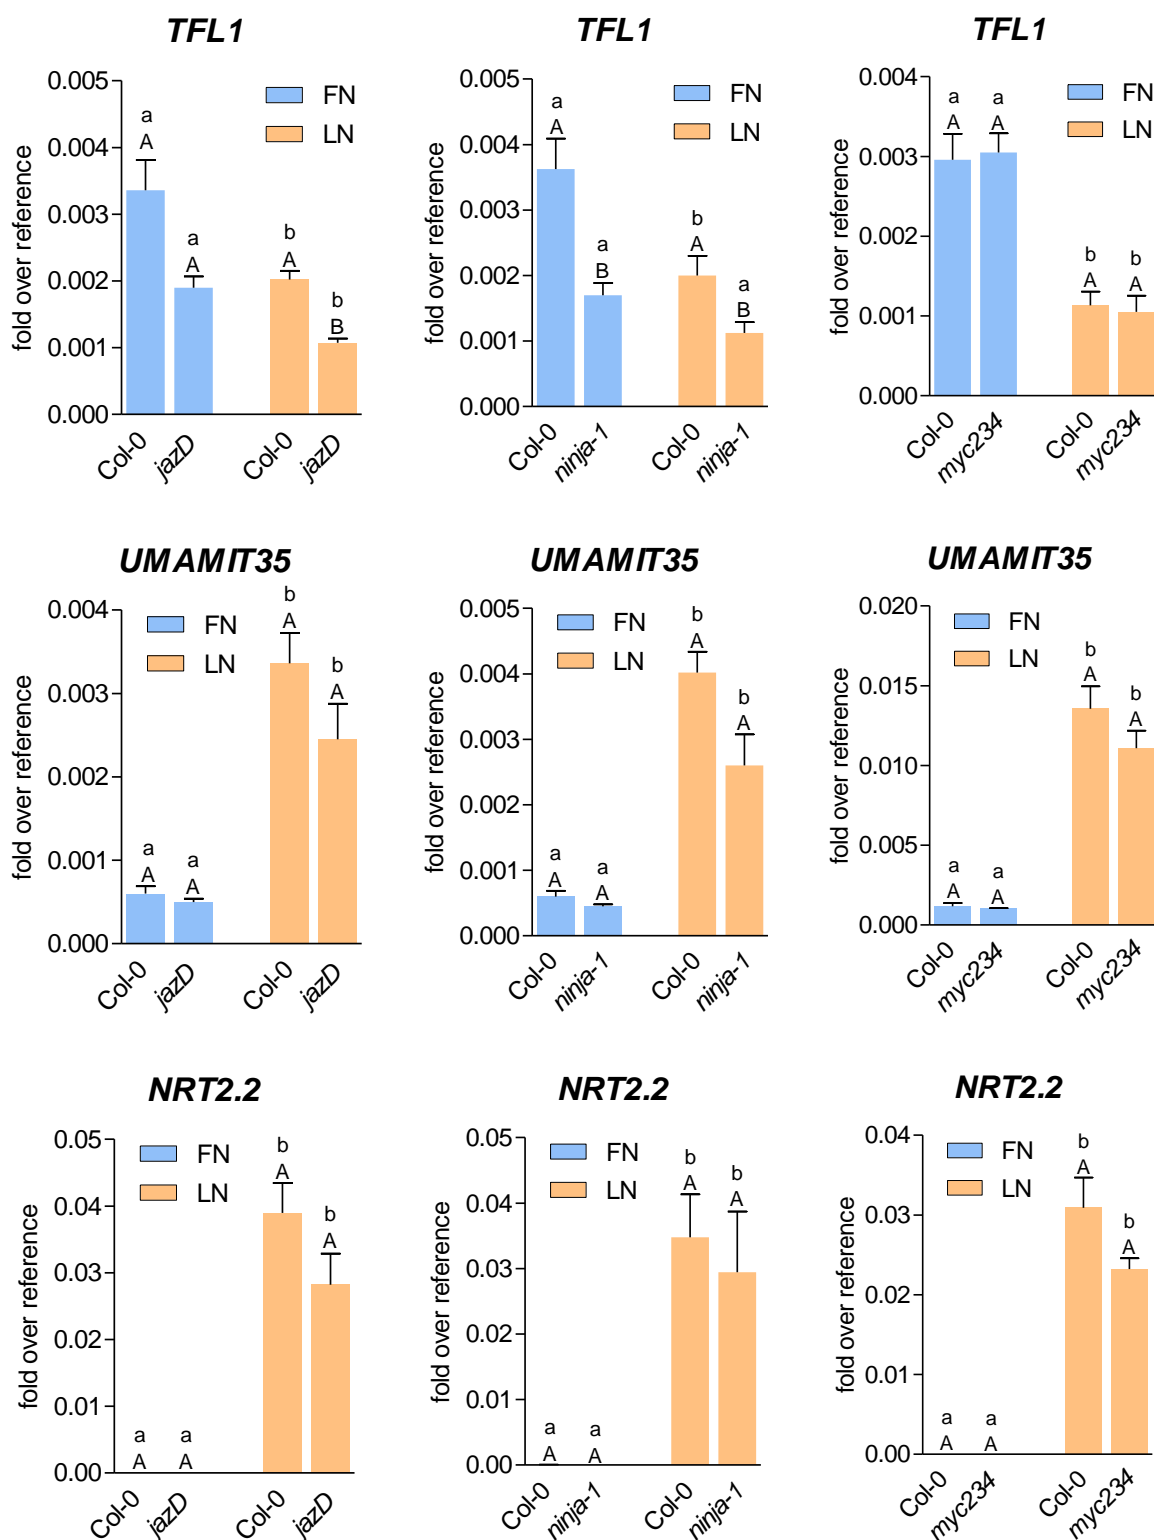 TFL1
fold over reference
0.005
0.004
0.003
0.002
0.001
0.000
FN
LN
a
A
a
A
b
A
b
B
Col-0
jazD
Col-0
jazD
TFL1
fold over reference
0.005
0.004
0.003
0.002
0.001
0.000
FN
LN
a
A
a
B
b
A
a
B
Col-0
ninja-1
Col-0
ninja-1
TFL1
fold over reference
0.004
0.003
0.002
0.001
0.000
FN
LN
a
A
a
A
b
A
b
A
Col-0
myc234
Col-0
myc234
UMAMIT35
fold over reference
0.004
0.003
0.002
0.001
0.000
FN
LN
a
A
a
A
b
A
b
A
Col-0
jazD
Col-0
jazD
UMAMIT35
fold over reference
0.005
0.004
0.003
0.002
0.001
0.000
FN
LN
a
A
a
A
b
A
b
A
Col-0
ninja-1
Col-0
ninja-1
UMAMIT35
fold over reference
0.020
0.015
0.010
0.005
0.000
FN
LN
a
A
a
A
b
A
b
A
Col-0
myc234
Col-0
myc234
NRT2.2
fold over reference
0.05
0.04
0.03
0.02
0.01
0.00
FN
LN
a
A
a
A
b
A
b
A
Col-0
jazD
Col-0
jazD
NRT2.2
fold over reference
0.05
0.04
0.03
0.02
0.01
0.00
FN
LN
a
A
a
A
b
A
b
A
Col-0
ninja-1
Col-0
ninja-1
NRT2.2
fold over reference
0.04
0.03
0.02
0.01
0.00
FN
LN
a
A
a
A
b
A
b
A
Col-0
myc234
Col-0
myc234